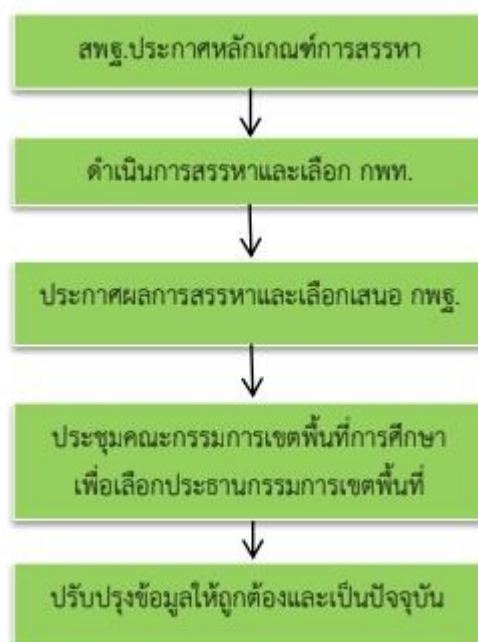 สพฐ.ประกาศหลักเกณฑ์การสรรหา
ดำเนินการสรรหาและเลือก กพท.
ประกาศผลการสรรหาและเลือกเสนอ กพฐ.
ประชุมคณะกรรมการเขตพื้นที่การศึกษา
เพื่อเลือกประธานกรรมการเขตพื้นที่
ปรับปรุงข้อมูลให้ถูกต้องและเป็นปัจจุบัน